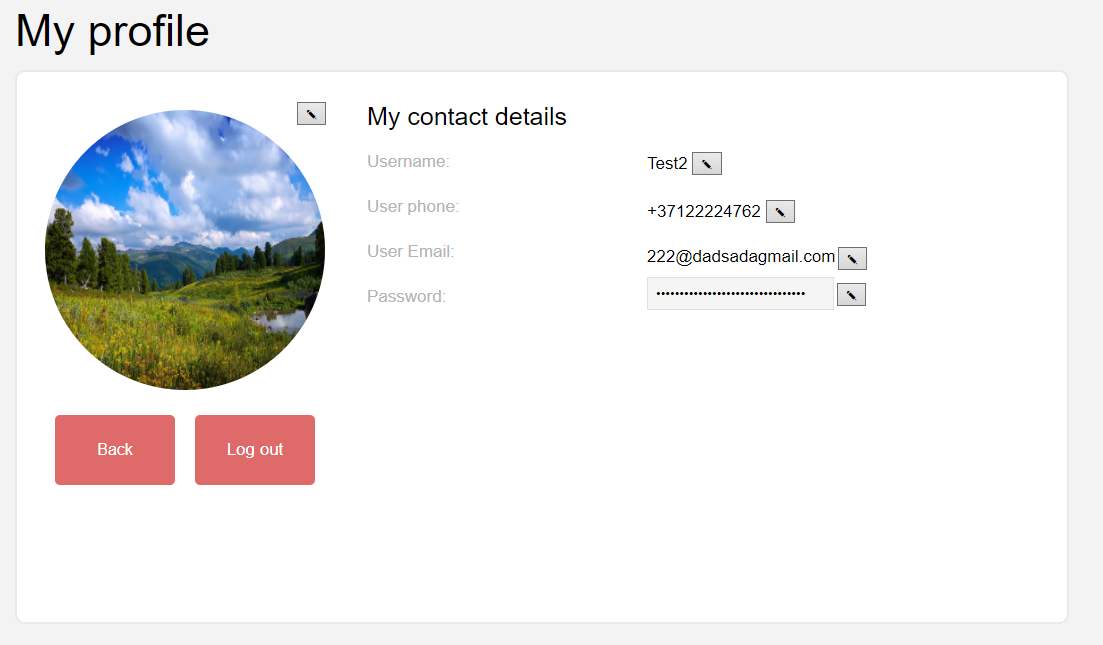 My profile
My contact details
Username:
Test2
User phone:
+37122224762
User Email:
222@dadsadagmail.com
Password:
••••••••••••••••••••••••••••••••
Back
Log out